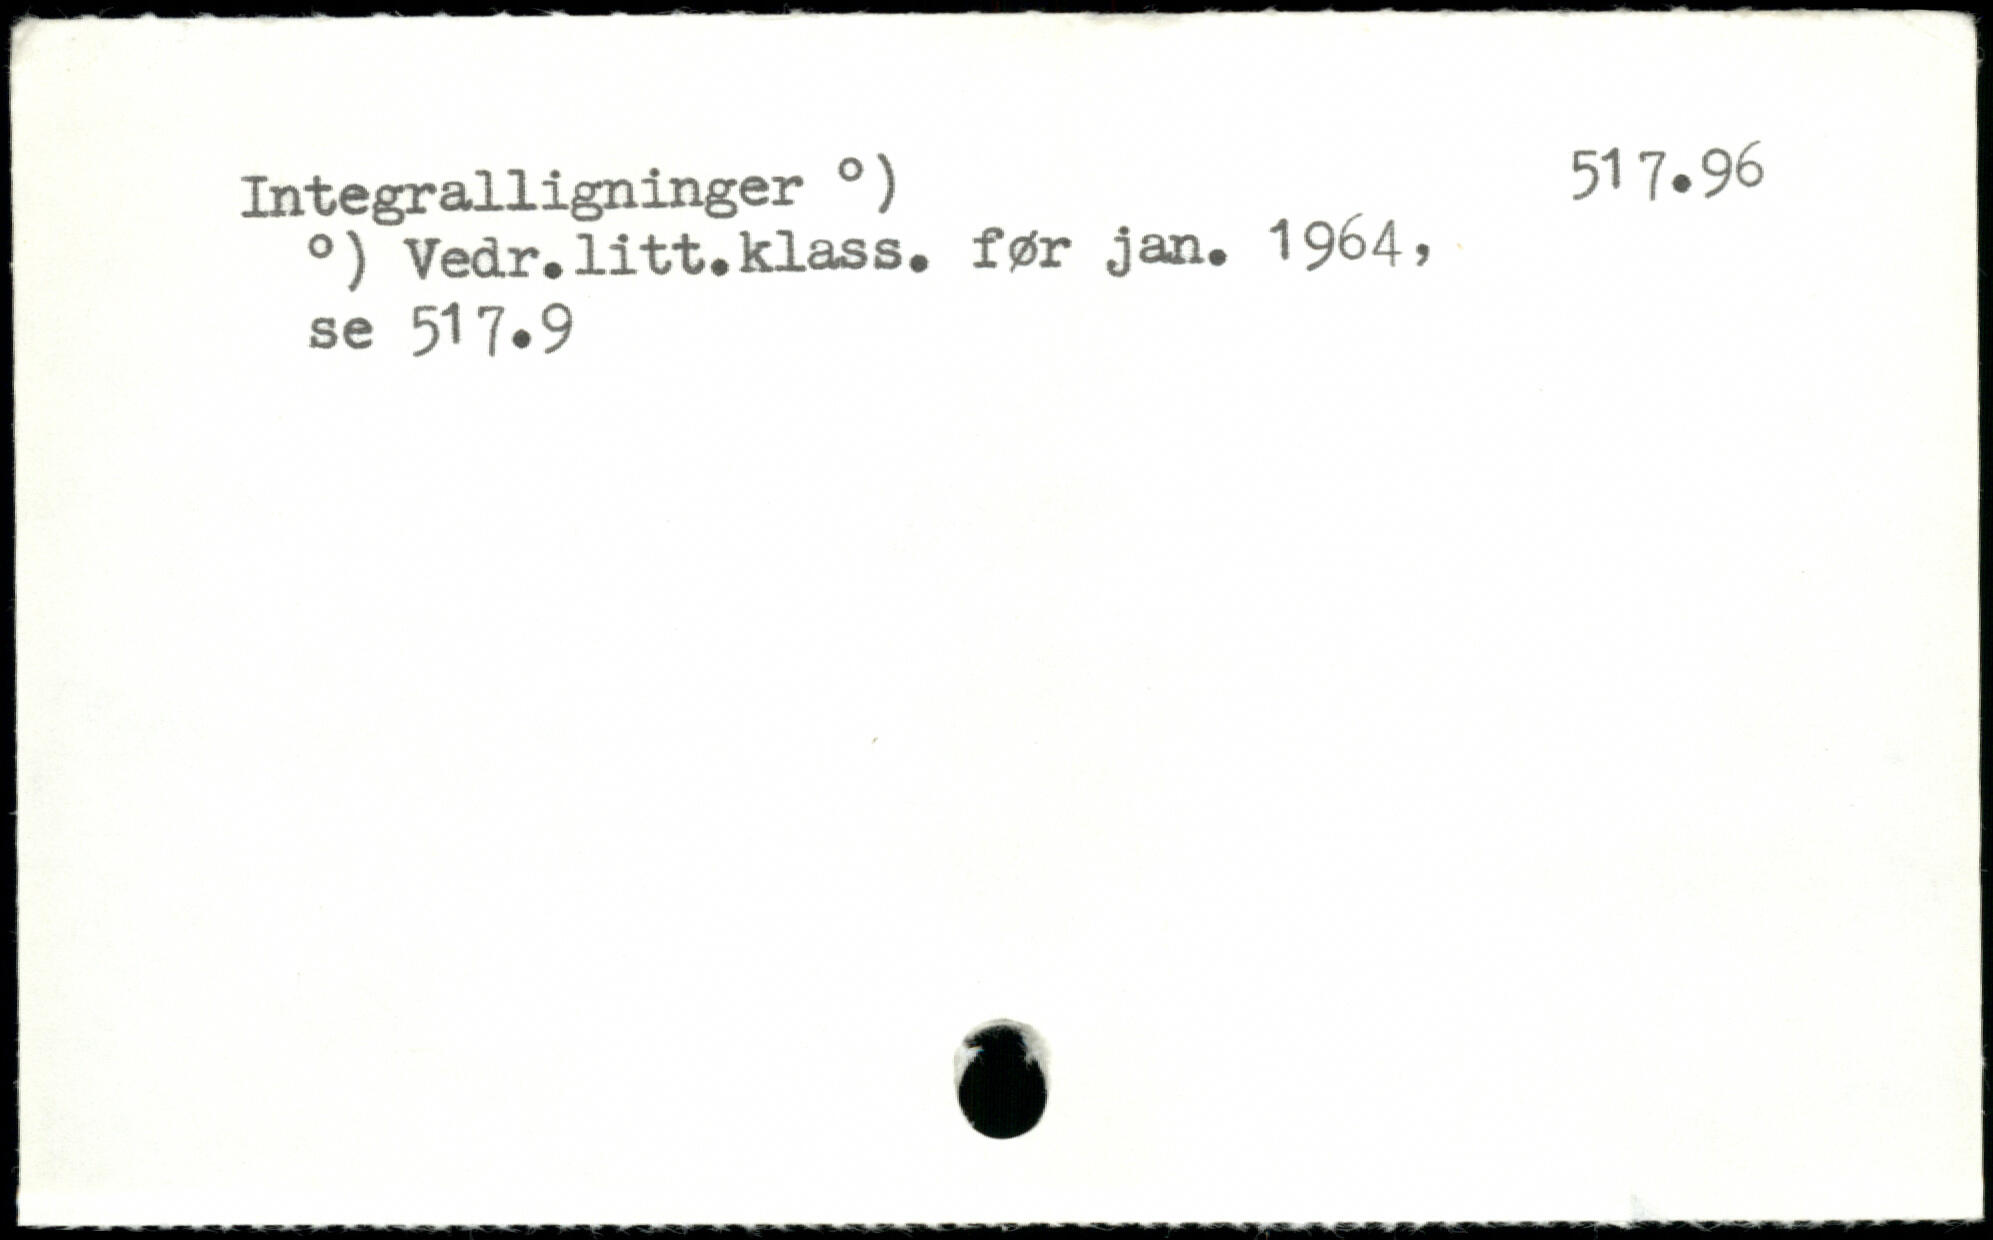 Integralligninger °) 517.96
°) Vedr.litt.klass. før jan. 1964,
se 517.9